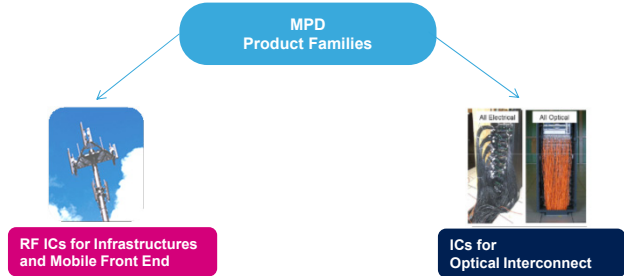 MPD
Product Families
All Electrical
All Optical
RF ICs for Infrastructures
and Mobile Front End
ICs for
Optical Interconnect